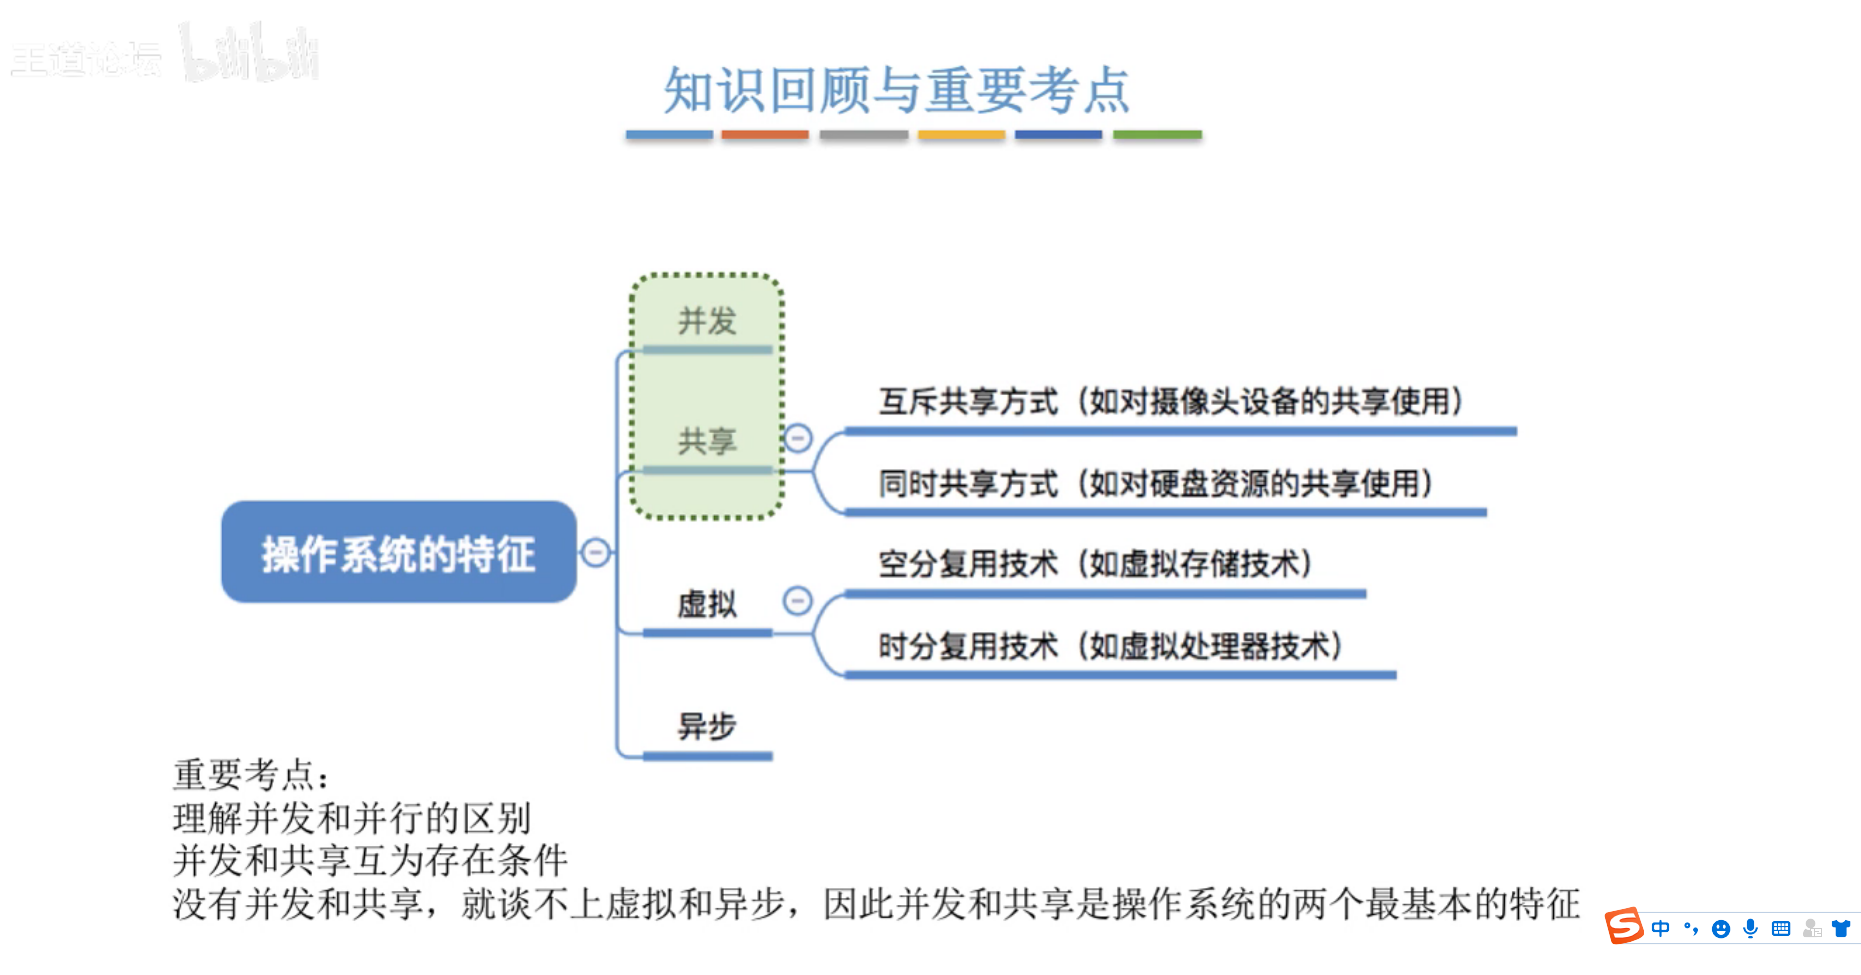 王道论坛 bilibili
知识回顾与重要考点
并发
互斥共享方式（如对摄像头设备的共享使用）
共享
同时共享方式（如对硬盘资源的共享使用）
操作系统的特征
空分复用技术（如虚拟存储技术）
虚拟
时分复用技术（如虚拟处理器技术）
异步
重要考点：
理解并发和并行的区别
并发和共享互为存在条件
没有并发和共享，就谈不上虚拟和异步，因此并发和共享是操作系统的两个最基本的特征
S 中